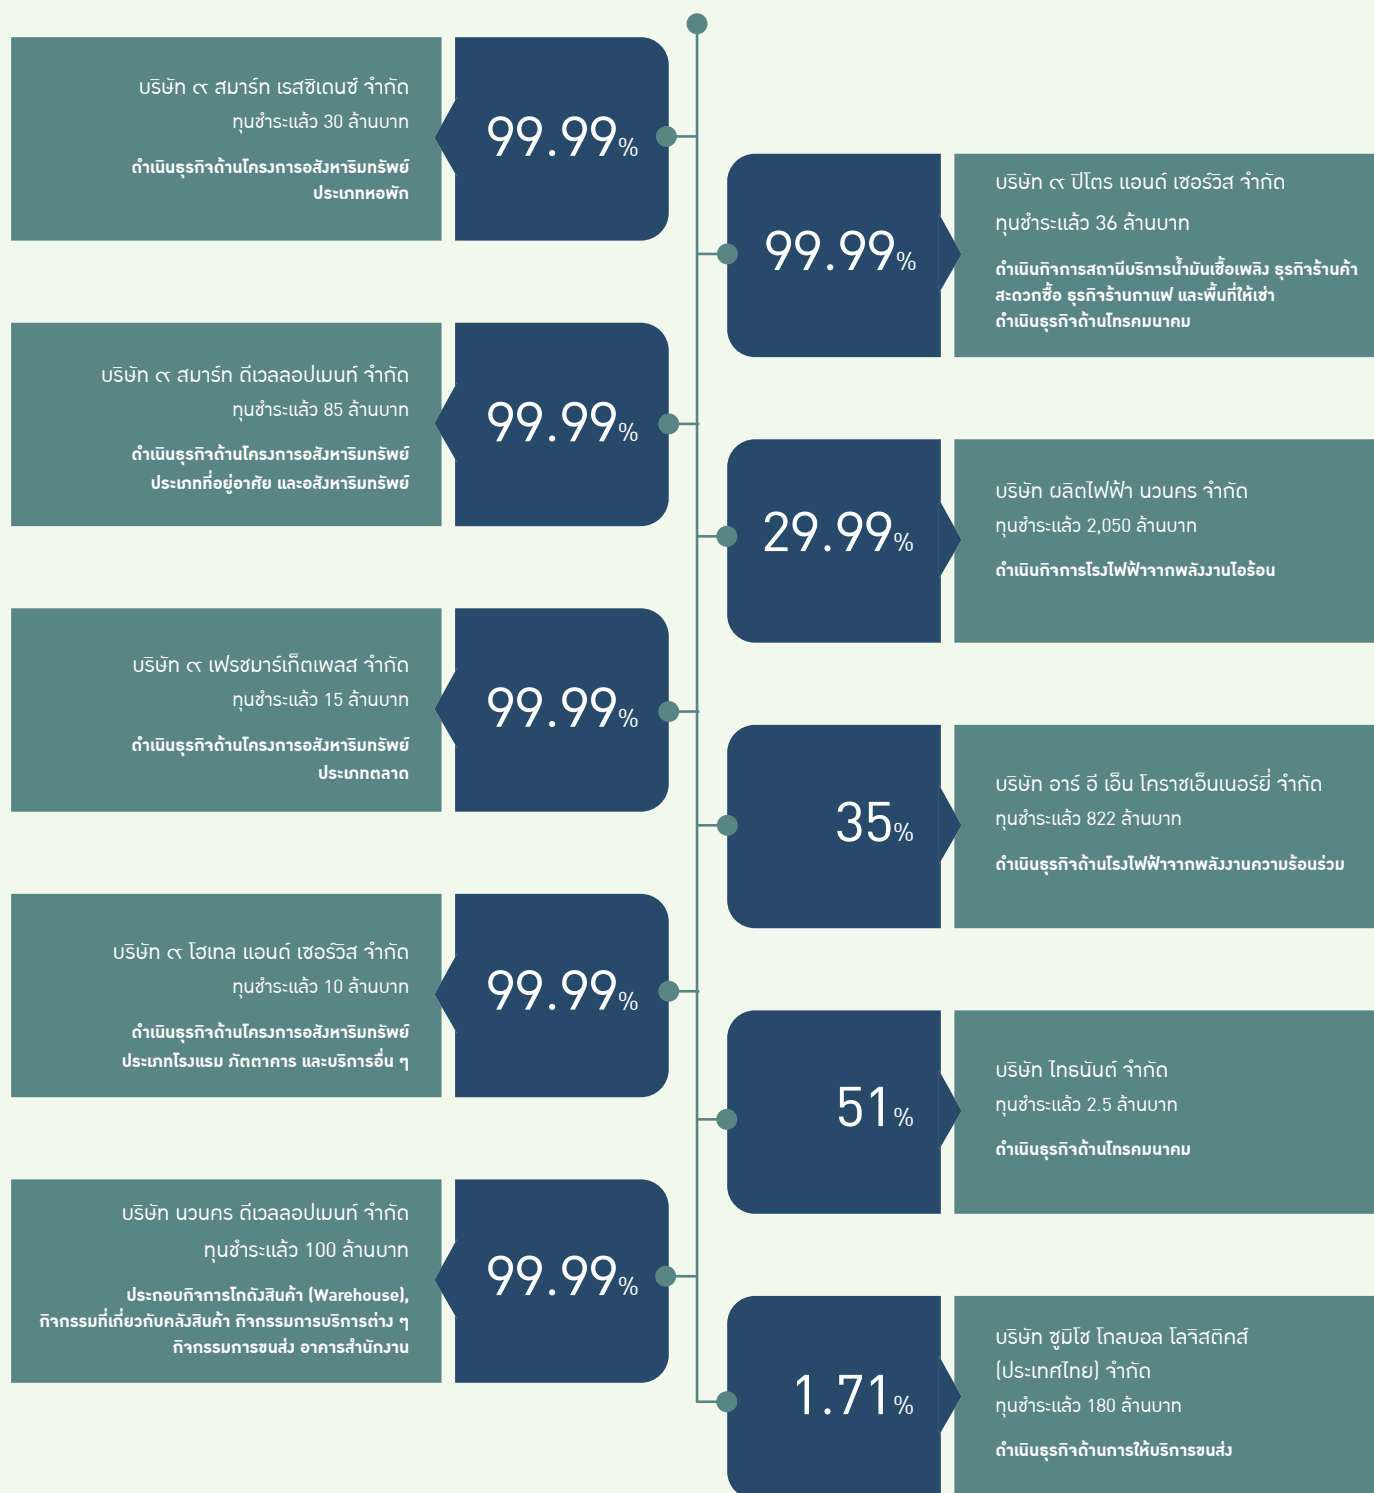 บริษัท ๙ สมาร์ท เรสซิเดนซ์ จำกัด
ทุนชำระแล้ว 30 ล้านบาท
ดำเนินธุรกิจด้านโครงการอสังหาริมทรัพย์
ประเภทหอพัก
99.99%
99.99%
บริษัท ๙ ปิโตร แอนด์ เซอร์วิส จำกัด
ทุนชำระแล้ว 36 ล้านบาท
ดำเนินกิจการสถานีบริการน้ำมันเชื้อเพลิง ธุรกิจร้านค้า
สะดวกซื้อ ธุรกิจร้านกาแฟ และพื้นที่ให้เช่า
ดำเนินธุรกิจด้านโทรคมนาคม
บริษัท ๙ สมาร์ท ดีเวลลอปเมนท์ จำกัด
ทุนชำระแล้ว 85 ล้านบาท
ดำเนินธุรกิจด้านโครงการอสังหาริมทรัพย์
ประเภทที่อยู่อาศัย และอสังหาริมทรัพย์
99.99%
29.99%
บริษัท ผลิตไฟฟ้า นวนคร จำกัด
ทุนชำระแล้ว 2,050 ล้านบาท
ดำเนินกิจการโรงไฟฟ้าจากพลังงานไอร้อน
บริษัท ๙ เฟรชมาร์เก็ตเพลส จำกัด
ทุนชำระแล้ว 15 ล้านบาท
ดำเนินธุรกิจด้านโครงการอสังหาริมทรัพย์
ประเภทตลาด
99.99%
35%
บริษัท อาร์ อี เอ็น โคราชเอ็นเนอร์ยี่ จำกัด
ทุนชำระแล้ว 822 ล้านบาท
ดำเนินธุรกิจด้านโรงไฟฟ้าจากพลังงานความร้อนร่วม
บริษัท ๙ โฮเทล แอนด์ เซอร์วิส จำกัด
ทุนชำระแล้ว 10 ล้านบาท
ดำเนินธุรกิจด้านโครงการอสังหาริมทรัพย์
ประเภทโรงแรม ภัตตาคาร และบริการอื่น ๆ
99.99%
51%
บริษัท ไทธนันต์ จำกัด
ทุนชำระแล้ว 2.5 ล้านบาท
ดำเนินธุรกิจด้านโทรคมนาคม
บริษัท นวนคร ดีเวลลอปเมนท์ จำกัด
ทุนชำระแล้ว 100 ล้านบาท
ประกอบกิจการโกดังสินค้า (Warehouse),
กิจกรรมที่เกี่ยวกับคลังสินค้า กิจกรรมการบริการต่าง ๆ
กิจกรรมการขนส่ง อาคารสำนักงาน
99.99%
1.71%
บริษัท ซูมิโช โกลบอล โลจิสติคส์
(ประเทศไทย) จำกัด
ทุนชำระแล้ว 180 ล้านบาท
ดำเนินธุรกิจด้านการให้บริการขนส่ง